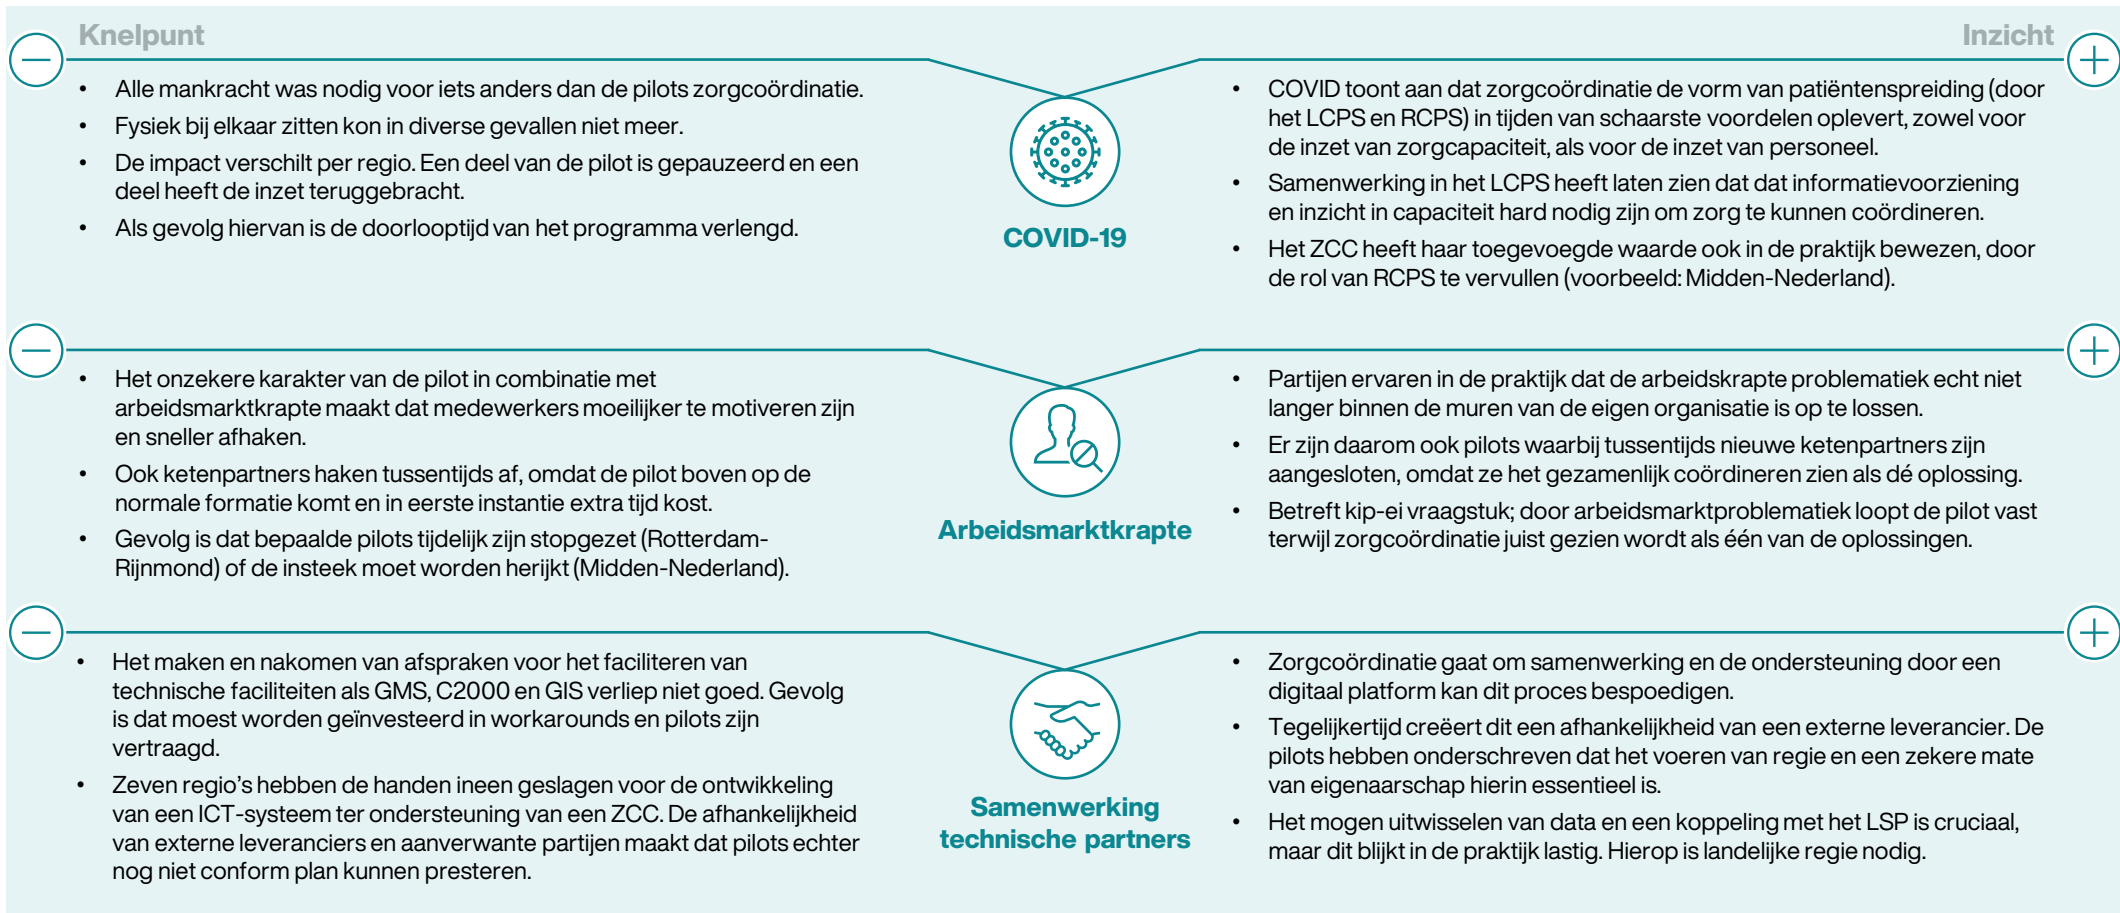 Knelpunt
Inzicht
• Alle mankracht was nodig voor iets anders dan de pilots zorgcoördinatie.
• Fysiek bij elkaar zitten kon in diverse gevallen niet meer.
• De impact verschilt per regio. Een deel van de pilot is gepauzeerd en een
deel heeft de inzet teruggebracht.
• Als gevolg hiervan is de doorlooptijd van het programma verlengd.
COVID-19
• COVID toont aan dat zorgcoördinatie de vorm van patiëntenspreiding (door
het LCPS en RCPS) in tijden van schaarste voordelen oplevert, zowel voor
de inzet van zorgcapaciteit, als voor de inzet van personeel.
• Samenwerking in het LCPS heeft laten zien dat dat informatievoorziening
en inzicht in capaciteit hard nodig zijn om zorg te kunnen coördineren.
• Het ZCC heeft haar toegevoegde waarde ook in de praktijk bewezen, door
de rol van RCPS te vervullen (voorbeeld: Midden-Nederland).
• Het onzekere karakter van de pilot in combinatie met
arbeidsmarktkrapte maakt dat medewerkers moeilijker te motiveren zijn
en sneller afhaken.
• Ook ketenpartners haken tussentijds af, omdat de pilot boven op de
normale formatie komt en in eerste instantie extra tijd kost.
• Gevolg is dat bepaalde pilots tijdelijk zijn stopgezet (Rotterdam-
Rijnmond) of de insteek moet worden herijkt (Midden-Nederland).
Arbeidsmarktkrapte
• Partijen ervaren in de praktijk dat de arbeidskrapte problematiek echt niet
langer binnen de muren van de eigen organisatie is op te lossen.
• Er zijn daarom ook pilots waarbij tussentijds nieuwe ketenpartners zijn
aangesloten, omdat ze het gezamenlijk coördineren zien als dé oplossing.
• Betreft kip-ei vraagstuk; door arbeidsmarktproblematiek loopt de pilot vast
terwijl zorgcoördinatie juist gezien wordt als één van de oplossingen.
• Het maken en nakomen van afspraken voor het faciliteren van
technische faciliteiten als GMS, C2000 en GIS verliep niet goed. Gevolg
is dat moest worden geïnvesteerd in workarounds en pilots zijn
vertraagd.
• Zeven regio's hebben de handen ineen geslagen voor de ontwikkeling
van een ICT-systeem ter ondersteuning van een ZCC. De afhankelijkheid
van externe leveranciers en aanverwante partijen maakt dat pilots echter
nog niet conform plan kunnen presteren.
Samenwerking
technische partners
• Zorgcoördinatie gaat om samenwerking en de ondersteuning door een
digitaal platform kan dit proces bespoedigen.
• Tegelijkertijd creëert dit een afhankelijkheid van een externe leverancier. De
pilots hebben onderschreven dat het voeren van regie en een zekere mate
van eigenaarschap hierin essentieel is.
• Het mogen uitwisselen van data en een koppeling met het LSP is cruciaal,
maar dit blijkt in de praktijk lastig. Hierop is landelijke regie nodig.